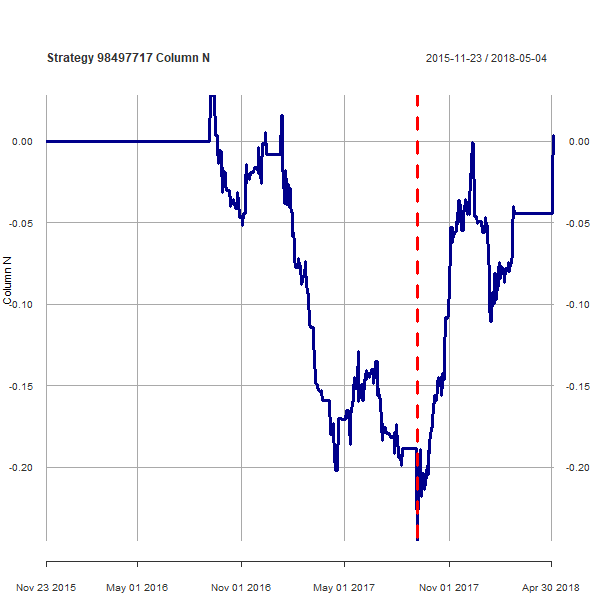 Strategy 98497717 Column N
2015-11-23 / 2018-05-04
0.00 0.00
-0.05 -0.05
Column N
-0.10 -0.10
-0.15 -0.15
-0.20 -0.20
Nov 23 2015 May 01 2016 Nov 01 2016 May 01 2017 Nov 01 2017 Apr 30 2018